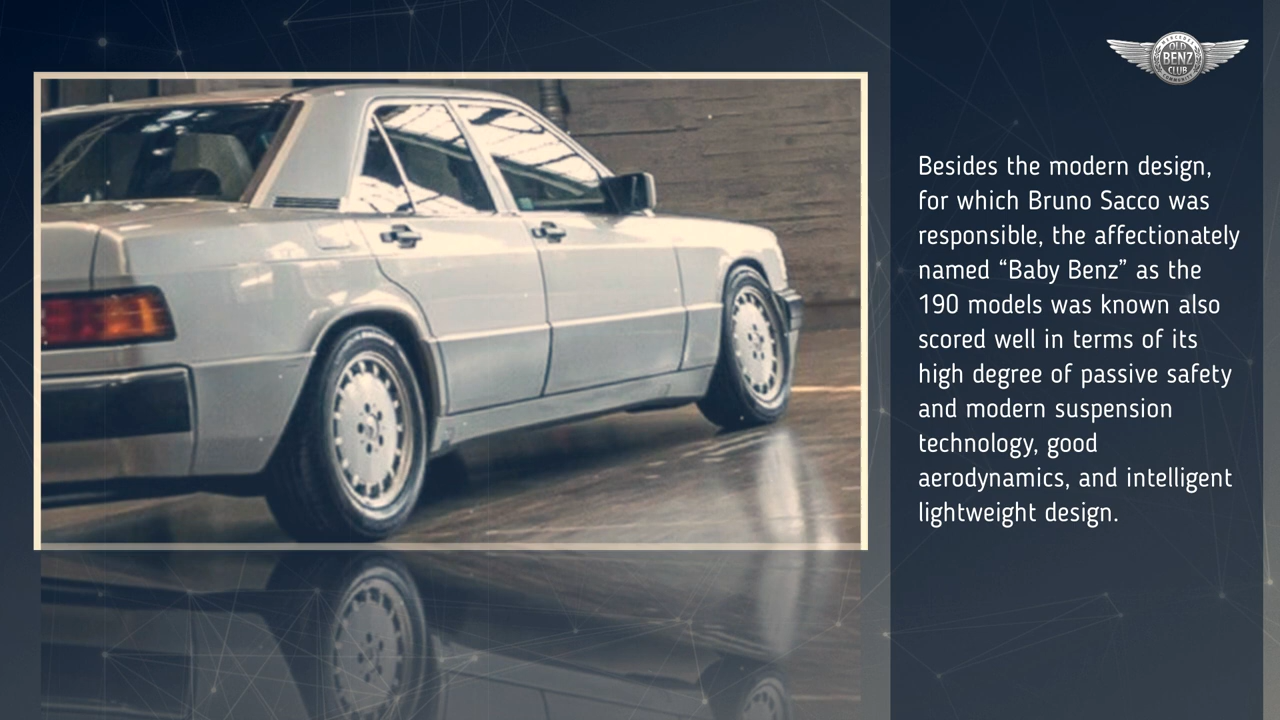 MERCEDES
OLD
BENZ
CLUB
COMMUNITY
Besides the modern design,
for which Bruno Sacco was
responsible, the affectionately
named “Baby Benz” as the
190 models was known also
scored well in terms of its
high degree of passive safety
and modern suspension
technology, good
aerodynamics, and intelligent
lightweight design.